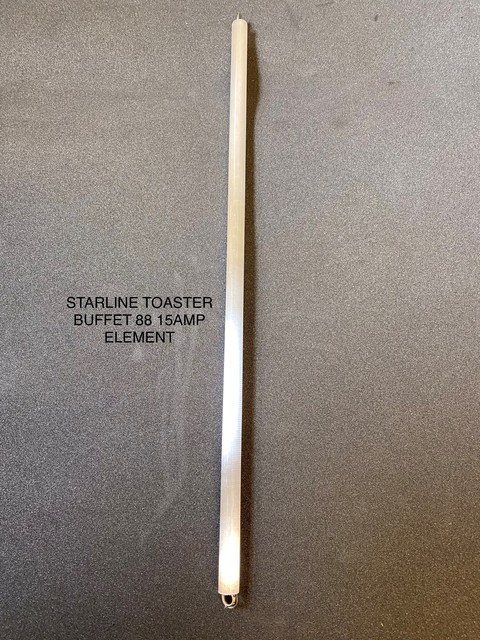 STARLINE TOASTER
BUFFET 88 15AMP
ELEMENT